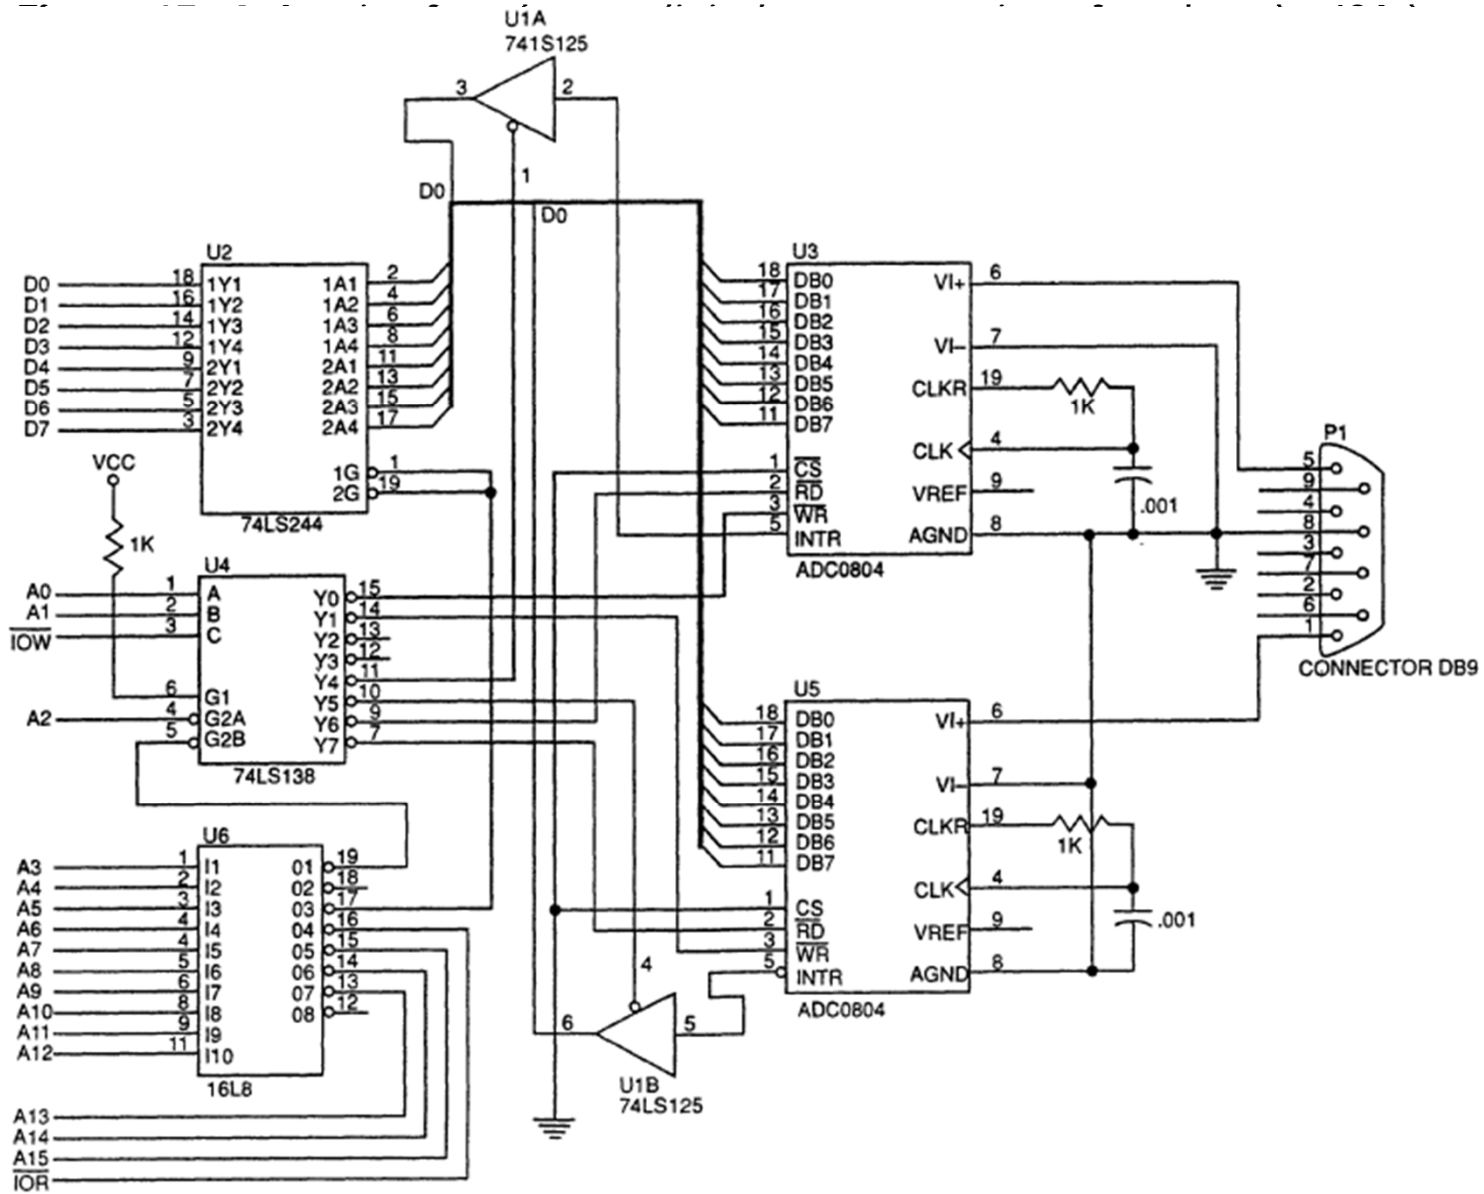 U1A
741S125
3
2
1
D0
D0
U2
D0 18 1Y1 1A1 2
D1 16 1Y2 1A2 4
D2 14 1Y3 1A3 6
D3 12 1Y4 1A4 8
D4 9 2Y1 2A1 11
D5 7 2Y2 2A2 13
D6 5 2Y3 2A3 15
D7 3 2Y4 2A4 17
1G 1
2G 19
74LS244
VCC
1K
U4
A0 1 A Y0 15
A1 2 B Y1 14
IOW 3 C Y2 13
Y3 12
Y4 11
6 G1 Y5 10
A2 4 G2A Y6 9
5 G2B Y7 7
74LS138
U6
A3 1 I1 01 19
A4 2 I2 02 18
A5 3 I3 03 17
A6 4 I4 04 16
A7 4 I5 05 15
A8 5 I6 06 14
A9 6 I7 07 13
A10 8 I8 08 12
A11 9 I9
A12 11 I10
16L8
A13
A14
A15
IOR
U3
18 DB0 VI+ 6
17 DB1
16 DB2
15 DB3 VI- 7
14 DB4
13 DB5 CLKR 19
12 DB6
11 DB7
1K
CLK 4
1 CS
2 RD VREF 9
3 WR
5 INTR AGND 8
.001
ADC0804
P1
5
9
4
8
3
7
2
6
1
CONNECTOR DB9
U5
18 DB0 VI+ 6
17 DB1
16 DB2
15 DB3 VI- 7
14 DB4
13 DB5 CLKR 19
12 DB6
11 DB7
1K
CLK 4
1 CS
2 RD VREF 9
3 WR
5 INTR AGND 8
.001
ADC0804
4
6
5
U1B
74LS125